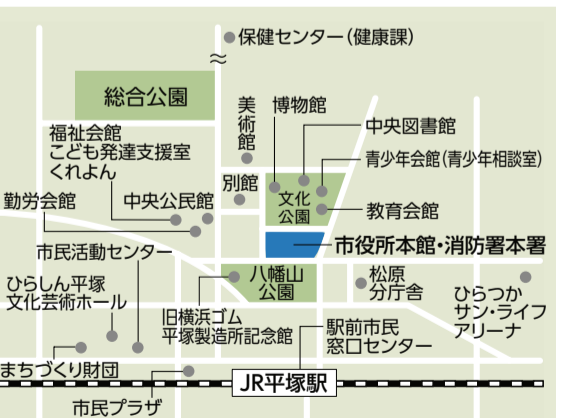 保健センター（健康課）
総合公園
美術館
博物館
中央図書館
福祉会館
こども発達支援室
くれよん
青少年会館（青少年相談室）
別館
文化
公園
勤労会館
中央公民館
教育会館
市民活動センター
市役所本館・消防署本署
ひらしん平塚
文化芸術ホール
八幡山
公園
松原
分庁舎
ひらつか
サン・ライフ
アリーナ
旧横浜ゴム
平塚製造所記念館
駅前市民
窓口センター
まちづくり財団
JR平塚駅
市民プラザ